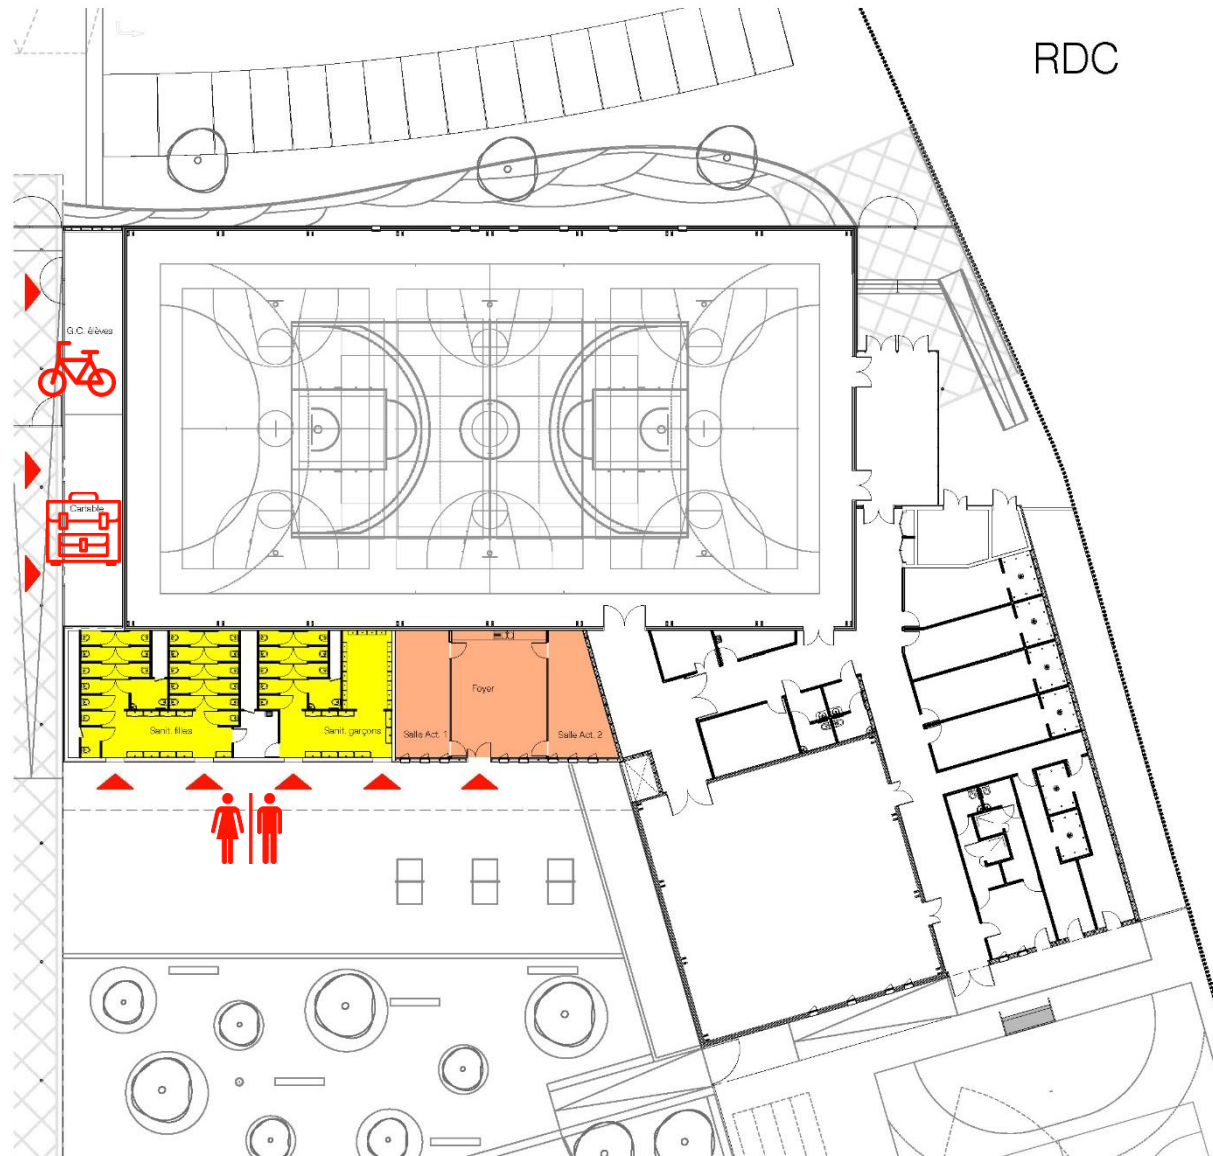 RDC
G.C. élèves
Cartable
Foyer
Sanit. filles
Sanit. garçons
Salle Act. 1
Salle Act. 2